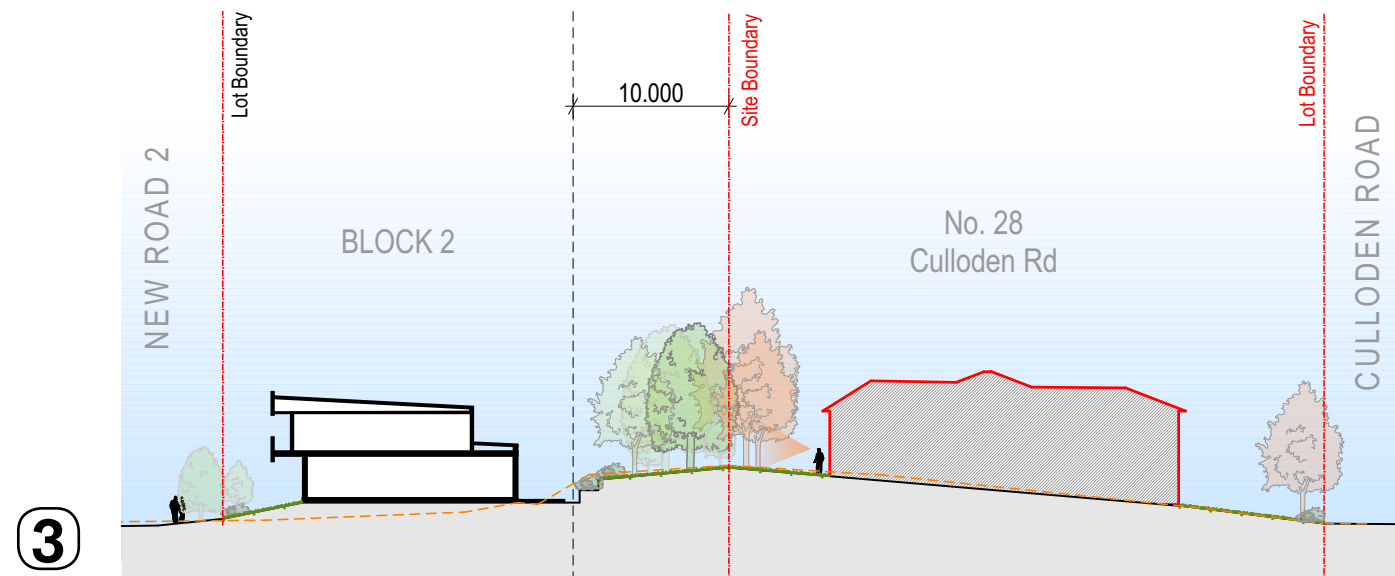 Lot Boundary
10.000
Site Boundary
Lot Boundary
NEW ROAD 2
BLOCK 2
No. 28
Culloden Rd
CULLODEN ROAD
3